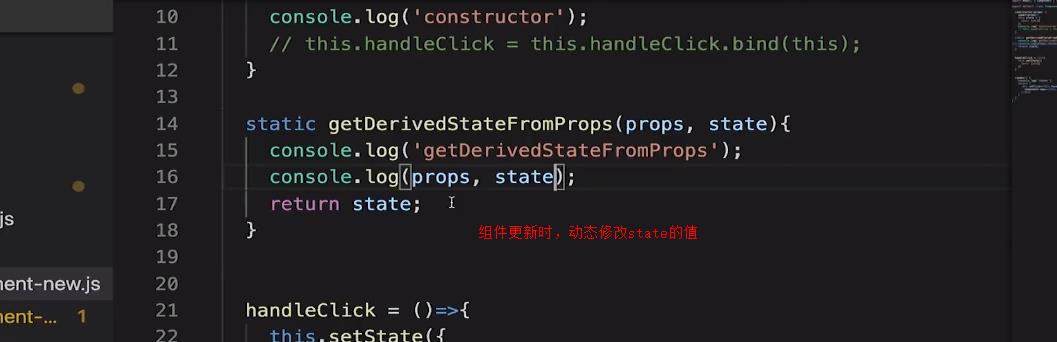 10 console.log('constructor');
11 // this.handleClick = this.handleClick.bind(this);
12 }
13
14 static getDerivedStateFromProps(props, state){
15 console.log('getDerivedStateFromProps');
16 console.log(props, state);
17 return state;
组件更新时，动态修改state的值
18 }
19
20
21 handleClick = ()=>{
22 this.setState({
js
nent-new.js
nent-... 1